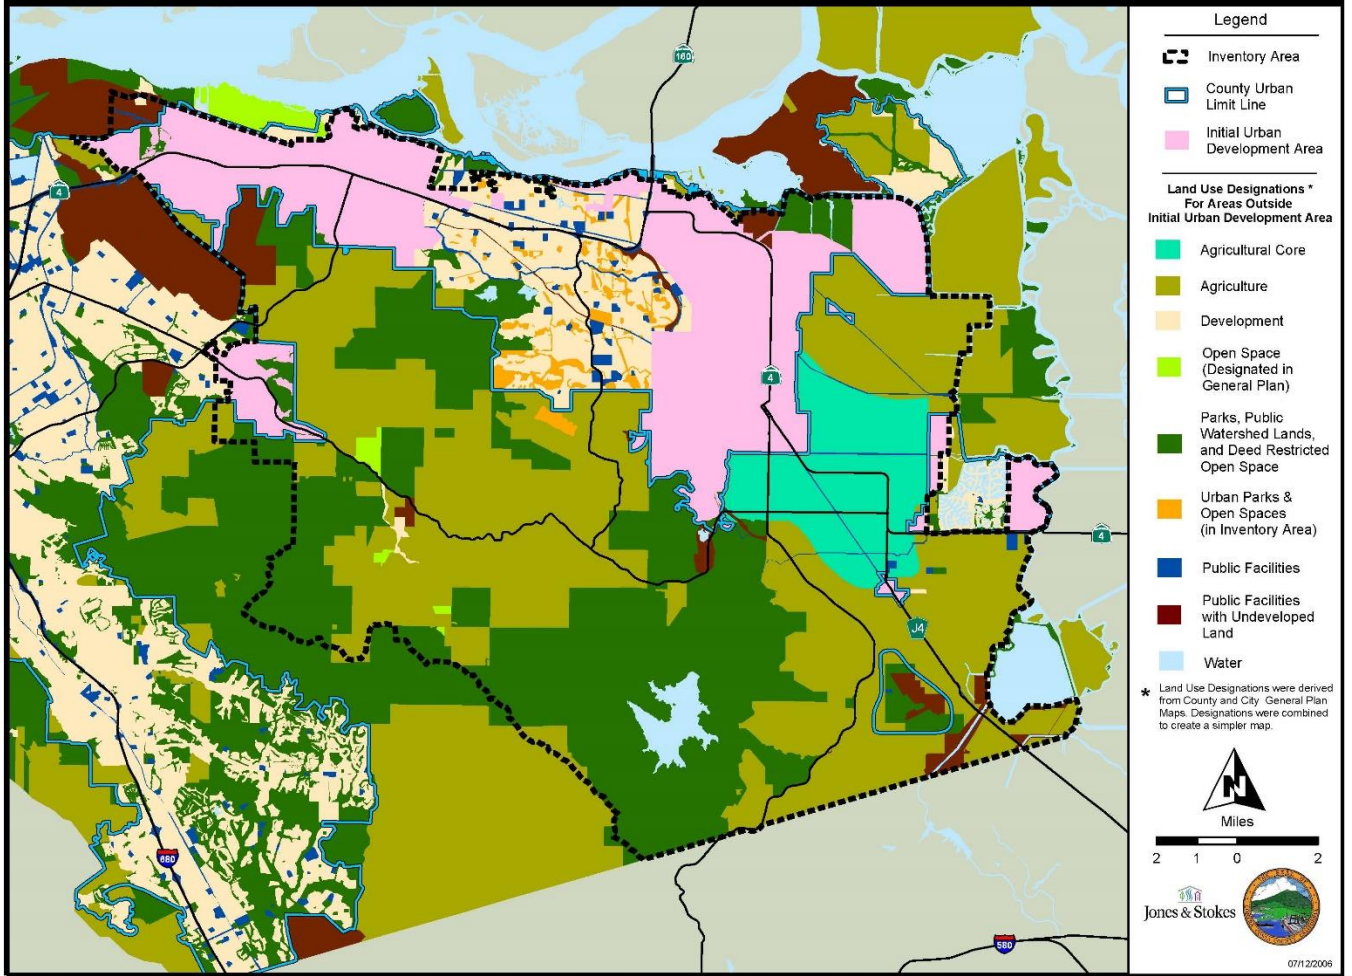 160
4
4
4
J4
680
580
Legend
Inventory Area
County Urban
Limit Line
Initial Urban
Development Area
Land Use Designations *
For Areas Outside
Initial Urban Development Area
Agricultural Core
Agriculture
Development
Open Space
(Designated in
General Plan)
Parks, Public
Watershed Lands,
and Deed Restricted
Open Space
Urban Parks &
Open Spaces
(in Inventory Area)
Public Facilities
Public Facilities
with Undeveloped
Land
Water
* Land Use Designations were derived
from County and City General Plan
Maps. Designations were combined
to create a simpler map.
N
Miles
2 1 0 2
Jones & Stokes
07/12/2006